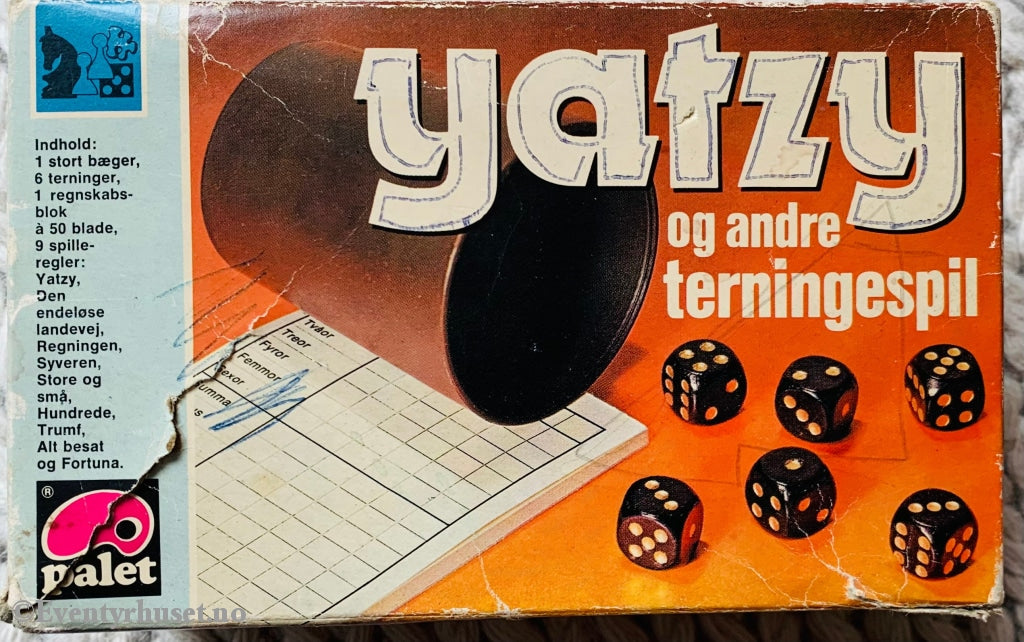 yatzy
og andre
terningespil
Indhold:
1 stort bæger,
6 terninger,
1 regnskabs-
blok
à 50 blade,
9 spille-
regler:
Yatzy,
Den
endeløse
landevej,
Regningen,
Syveren,
Store og
små,
Hundrede,
Trumf,
Alt besat
og Fortuna.
Tvåor
Treor
Fyror
Femmor
®
palet
©Eventyrhuset.no